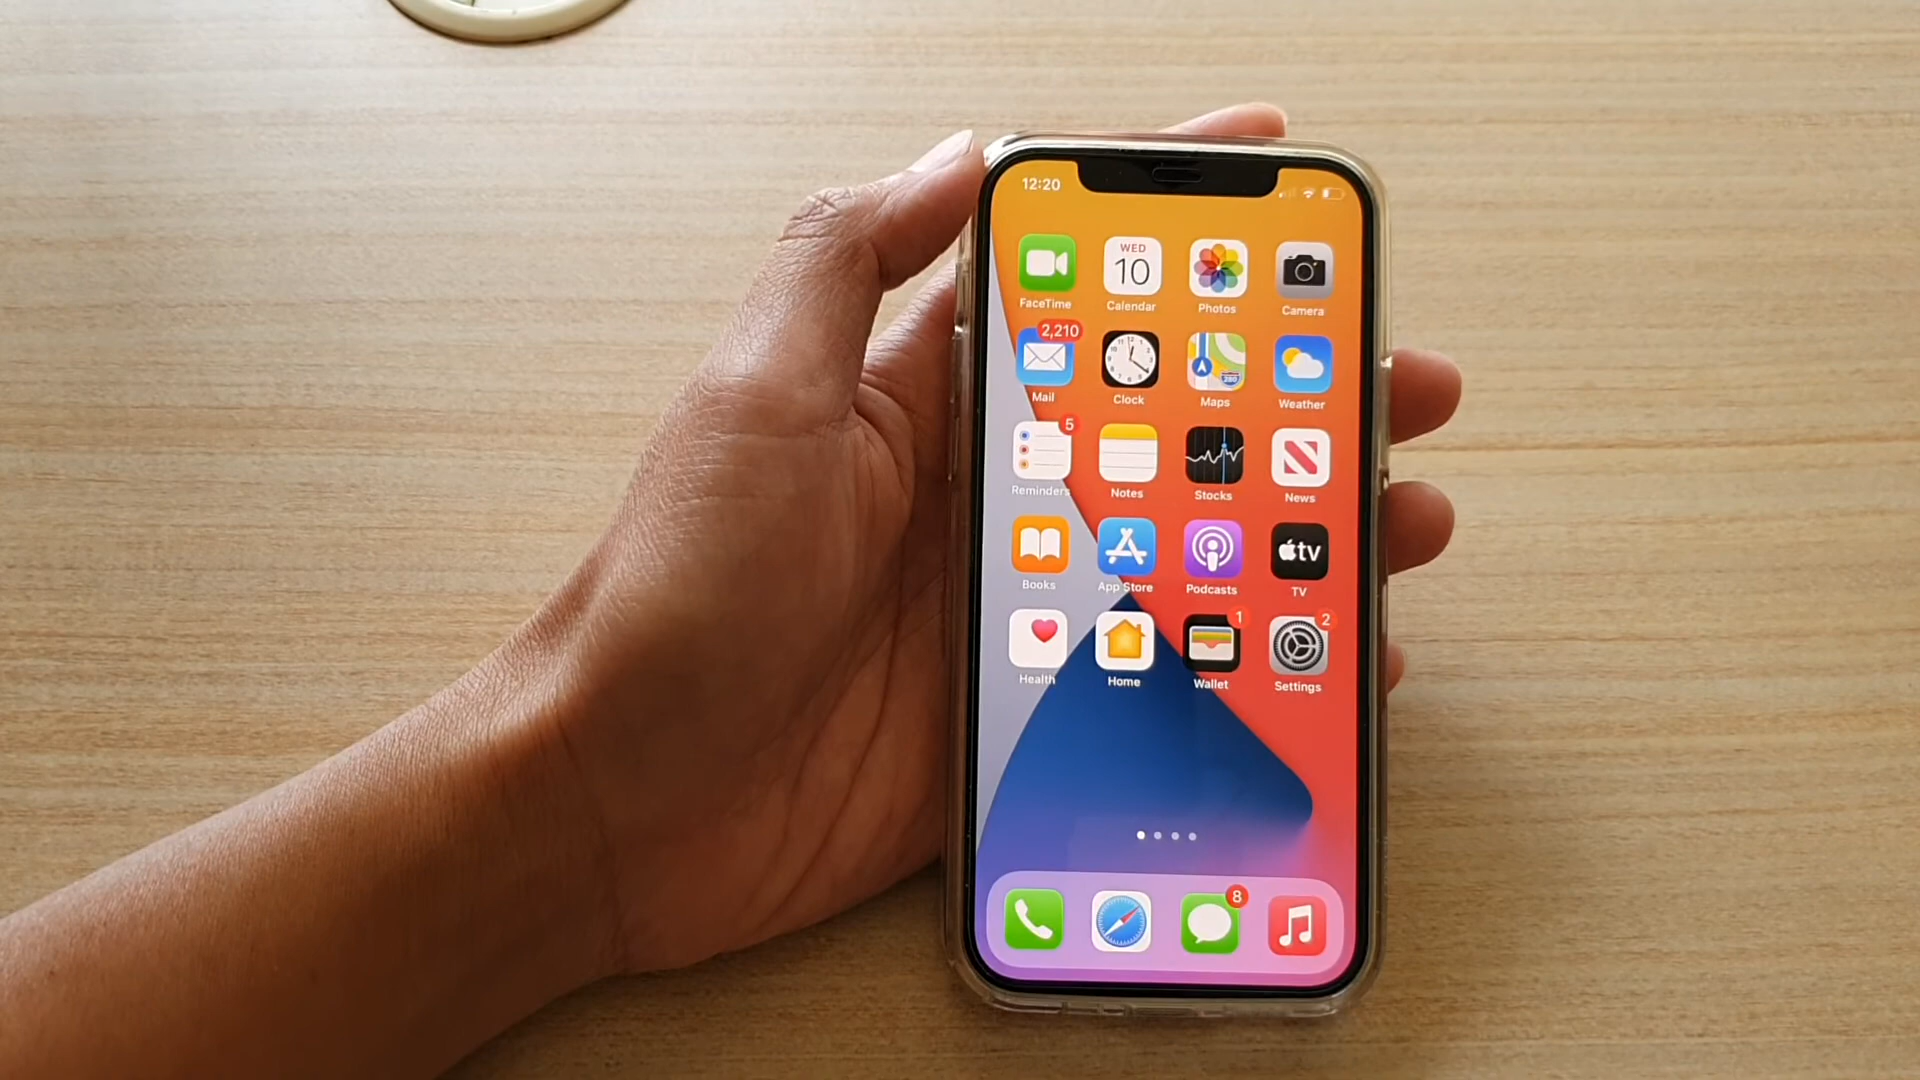 12:20
WED
10
FaceTime
Calendar
Photos
Camera
2,210
Mail
Clock
Maps
Weather
5
Reminders
Notes
Stocks
News
280
tv
Books
App Store
Podcasts
TV
1
2
Health
Home
Wallet
Settings
8